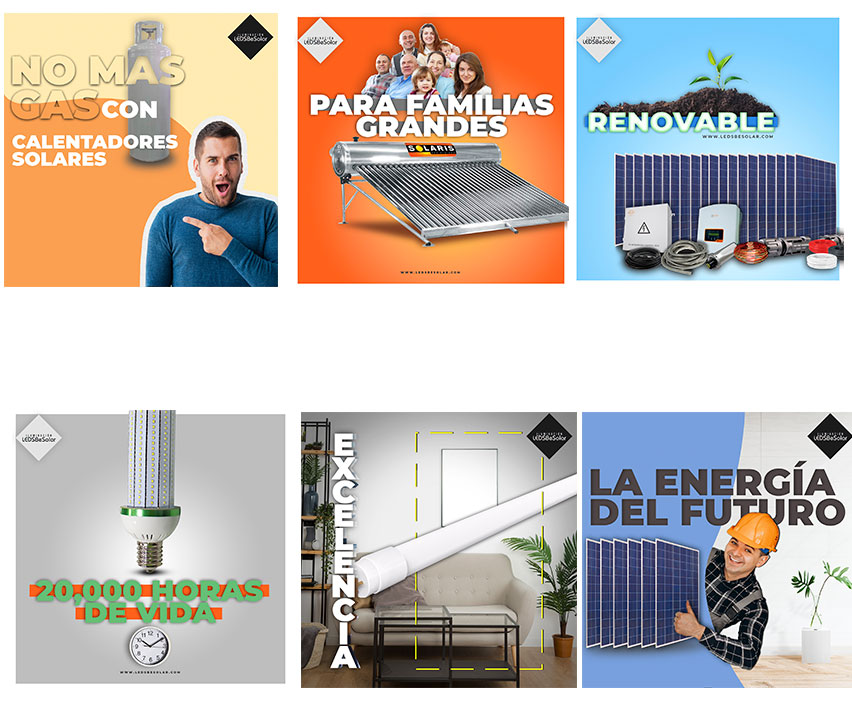 ILUMINACIÓN
LEDSBeSolar
NO MAS
GAS CON
CALENTADORES
SOLARES
ILUMINACIÓN
LEDSBeSolar
PARA FAMILIAS
GRANDES
SOLARIS
WWW.LEDSBESOLAR.COM
ILUMINACIÓN
LEDSBeSolar
RENOVABLE
WWW.LEDSBESOLAR.COM
ILUMINACIÓN
LEDSBeSolar
20,000 HORAS
DE VIDA
WWW.LEDSBESOLAR.COM
ILUMINACIÓN
LEDSBeSolar
EXCELENCIA
ILUMINACIÓN
LEDSBeSolar
LA ENERGÍA
DEL FUTURO